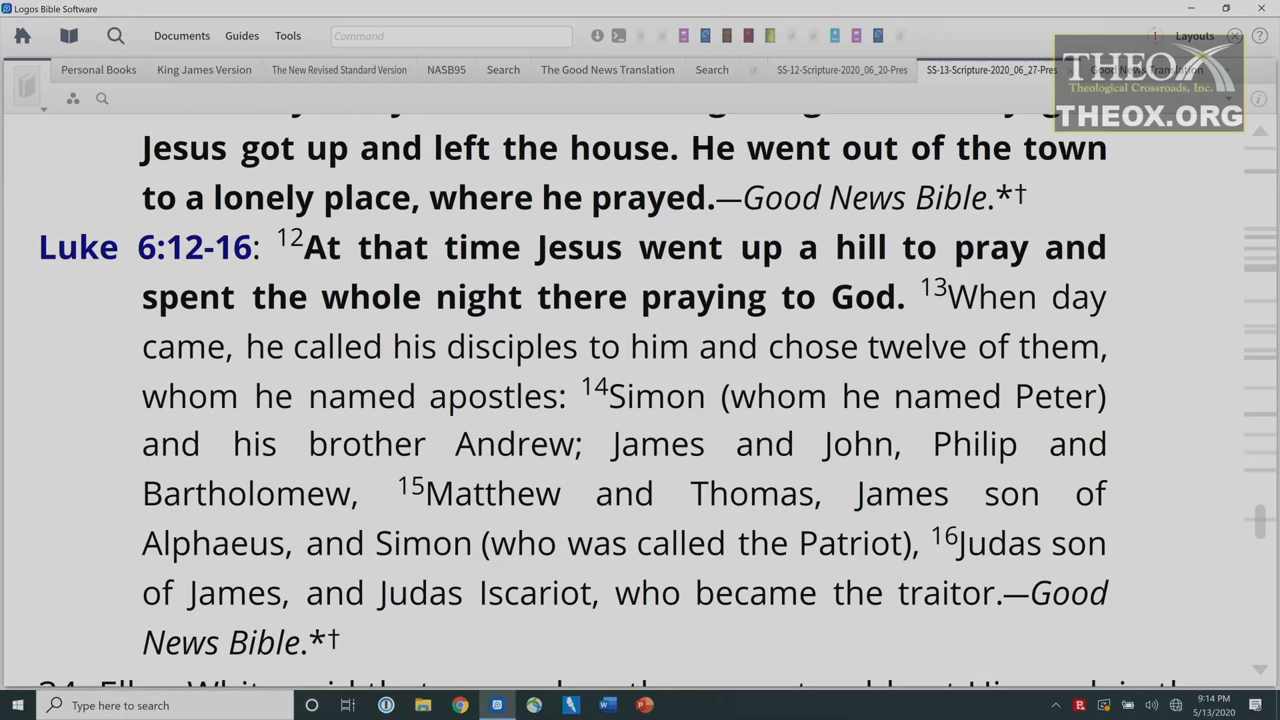 Logos Bible Software
Documents Guides Tools Command Layouts
Personal Books King James Version The New Revised Standard Version NASB95 Search The Good News Translation Search SS-12-Scripture-2020_06_20-Pres SS-13-Scripture-2020_06_27-Pres Good News Translation
THEOX
Theological Crossroads, Inc.
THEOX.ORG
Jesus got up and left the house. He went out of the town
to a lonely place, where he prayed.—Good News Bible.*†
Luke 6:12-16: 12At that time Jesus went up a hill to pray and
spent the whole night there praying to God. 13When day
came, he called his disciples to him and chose twelve of them,
whom he named apostles: 14Simon (whom he named Peter)
and his brother Andrew; James and John, Philip and
Bartholomew, 15Matthew and Thomas, James son of
Alphaeus, and Simon (who was called the Patriot), 16Judas son
of James, and Judas Iscariot, who became the traitor.—Good
News Bible.*†
Type here to search
9:14 PM
5/13/2020